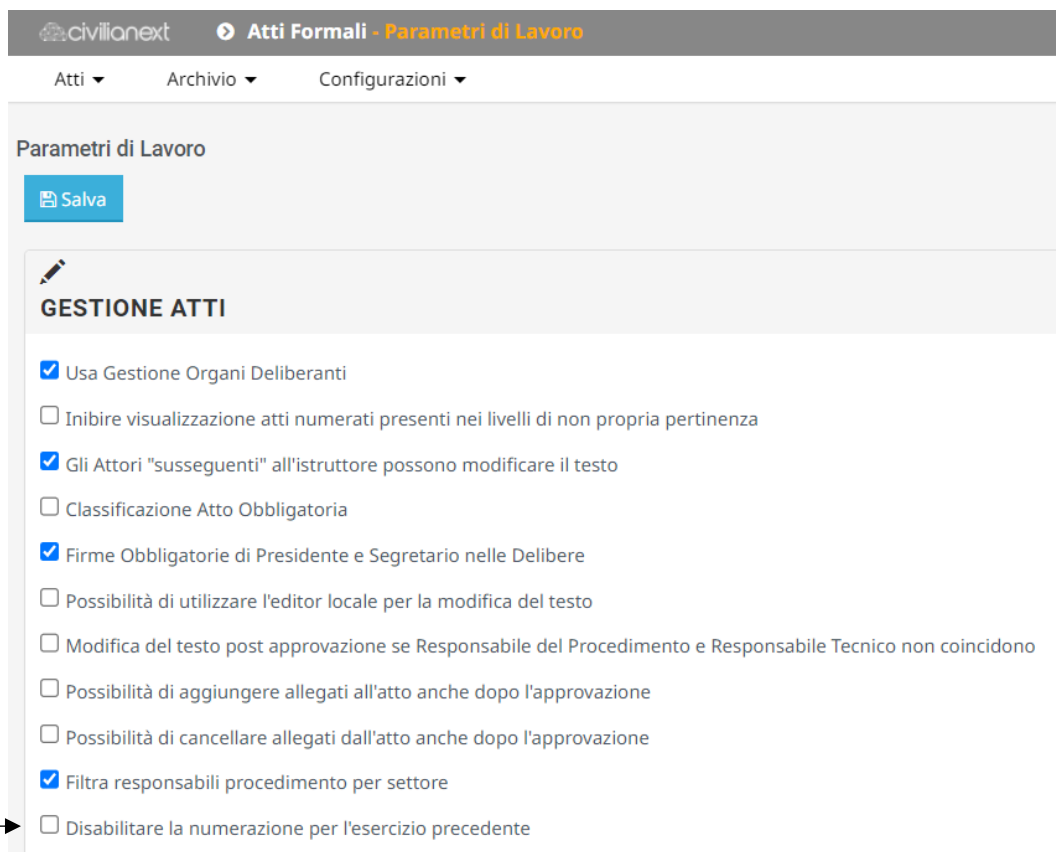 civilianext Atti Formali - Parametri di Lavoro
Atti Archivio Configurazioni
Parametri di Lavoro
Salva
GESTIONE ATTI
Usa Gestione Organi Deliberanti
Inibire visualizzazione atti numerati presenti nei livelli di non propria pertinenza
Gli Attori "susseguenti" all'istruttore possono modificare il testo
Classificazione Atto Obbligatoria
Firme Obbligatorie di Presidente e Segretario nelle Delibere
Possibilità di utilizzare l'editor locale per la modifica del testo
Modifica del testo post approvazione se Responsabile del Procedimento e Responsabile Tecnico non coincidono
Possibilità di aggiungere allegati all'atto anche dopo l'approvazione
Possibilità di cancellare allegati dall'atto anche dopo l'approvazione
Filtra responsabili procedimento per settore
Disabilitare la numerazione per l'esercizio precedente